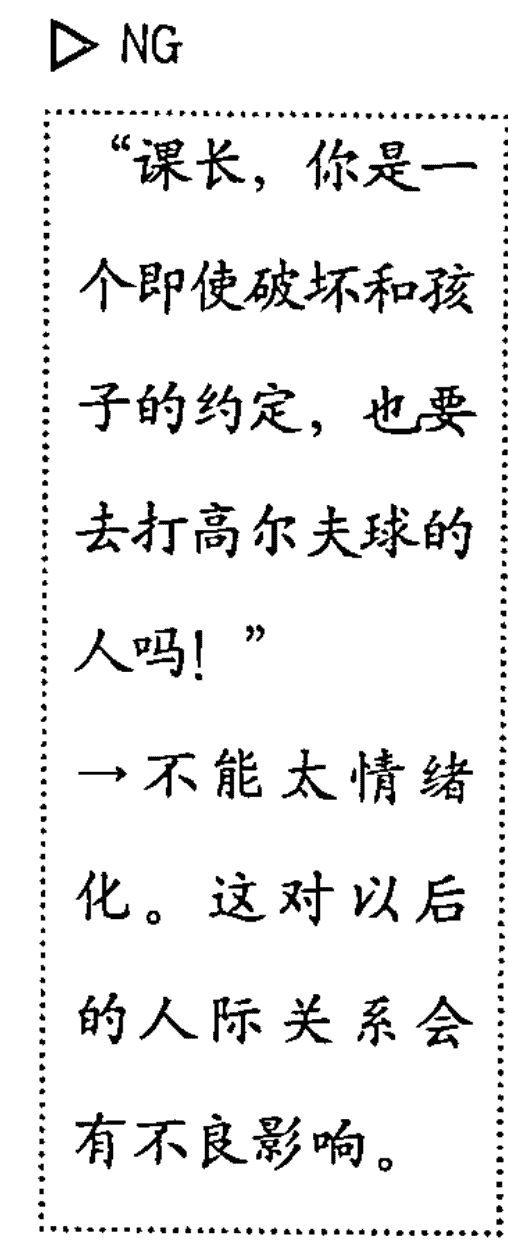 ▷ NG
“课长，你是一
个即使破坏和孩
子的约定，也要
去打高尔夫球的
人吗！”
→不能太情绪
化。这对以后
的人际关系会
有不良影响。